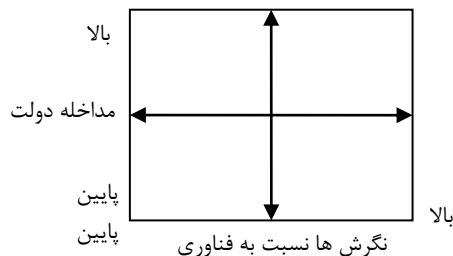 بالا
مداخله دولت
پایین
بالا
پایین
نگرش ها نسبت به فناوری